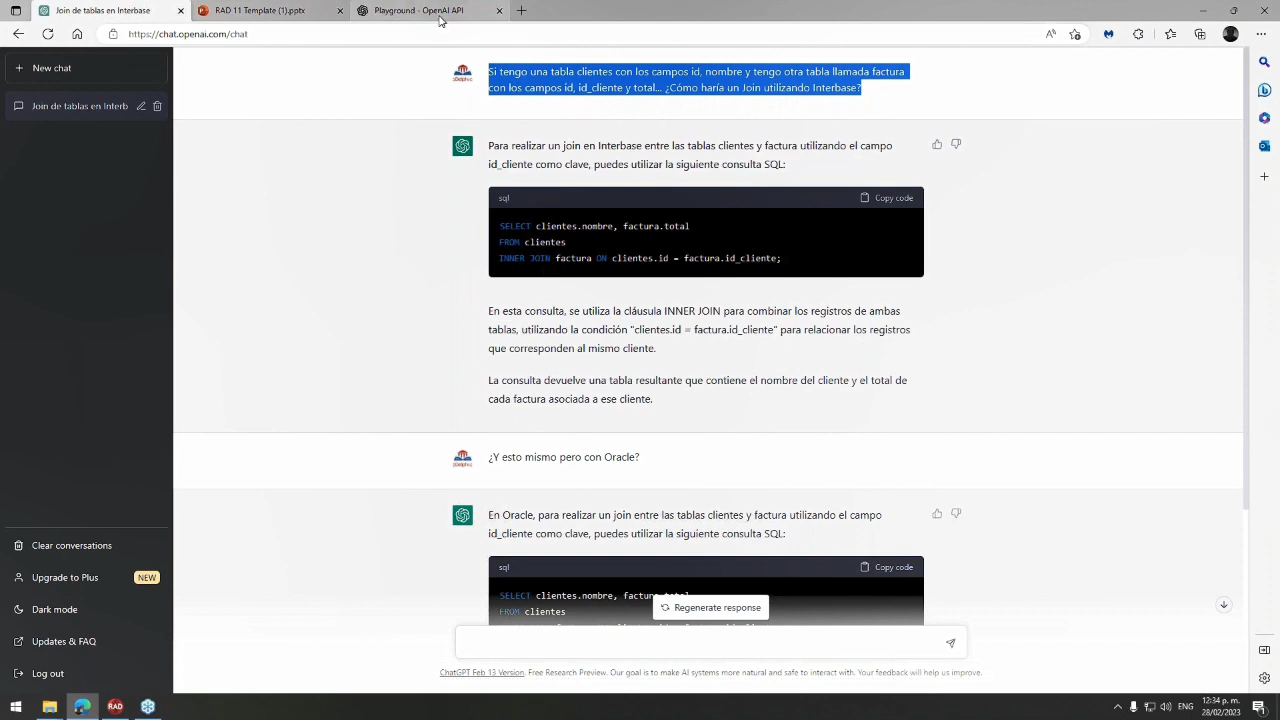 Join de tablas en Interbase
RAD 11 Template (1).pptx
Playground - OpenAI API
https://chat.openai.com/chat
New chat
Join de tablas en Interb
Si tengo una tabla clientes con los campos id, nombre y tengo otra tabla llamada factura
con los campos id, id_cliente y total... ¿Cómo haría un Join utilizando Interbase?
Para realizar un join en Interbase entre las tablas clientes y factura utilizando el campo
id_cliente como clave, puedes utilizar la siguiente consulta SQL:
sql
Copy code
SELECT clientes.nombre, factura.total
FROM clientes
INNER JOIN factura ON clientes.id = factura.id_cliente;
En esta consulta, se utiliza la cláusula INNER JOIN para combinar los registros de ambas
tablas, utilizando la condición "clientes.id = factura.id_cliente" para relacionar los registros
que corresponden al mismo cliente.
La consulta devuelve una tabla resultante que contiene el nombre del cliente y el total de
cada factura asociada a ese cliente.
¿Y esto mismo pero con Oracle?
En Oracle, para realizar un join entre las tablas clientes y factura utilizando el campo
id_cliente como clave, puedes utilizar la siguiente consulta SQL:
sql
Copy code
SELECT clientes.nombre, factura.total
FROM clientes
Regenerate response
Clear conversations
Upgrade to Plus
NEW
Dark mode
Updates & FAQ
Log out
ChatGPT Feb 13 Version. Free Research Preview. Our goal is to make AI systems more natural and safe to interact with. Your feedback will help us improve.
RAD
ENG
12:34 p. m.
28/02/2023